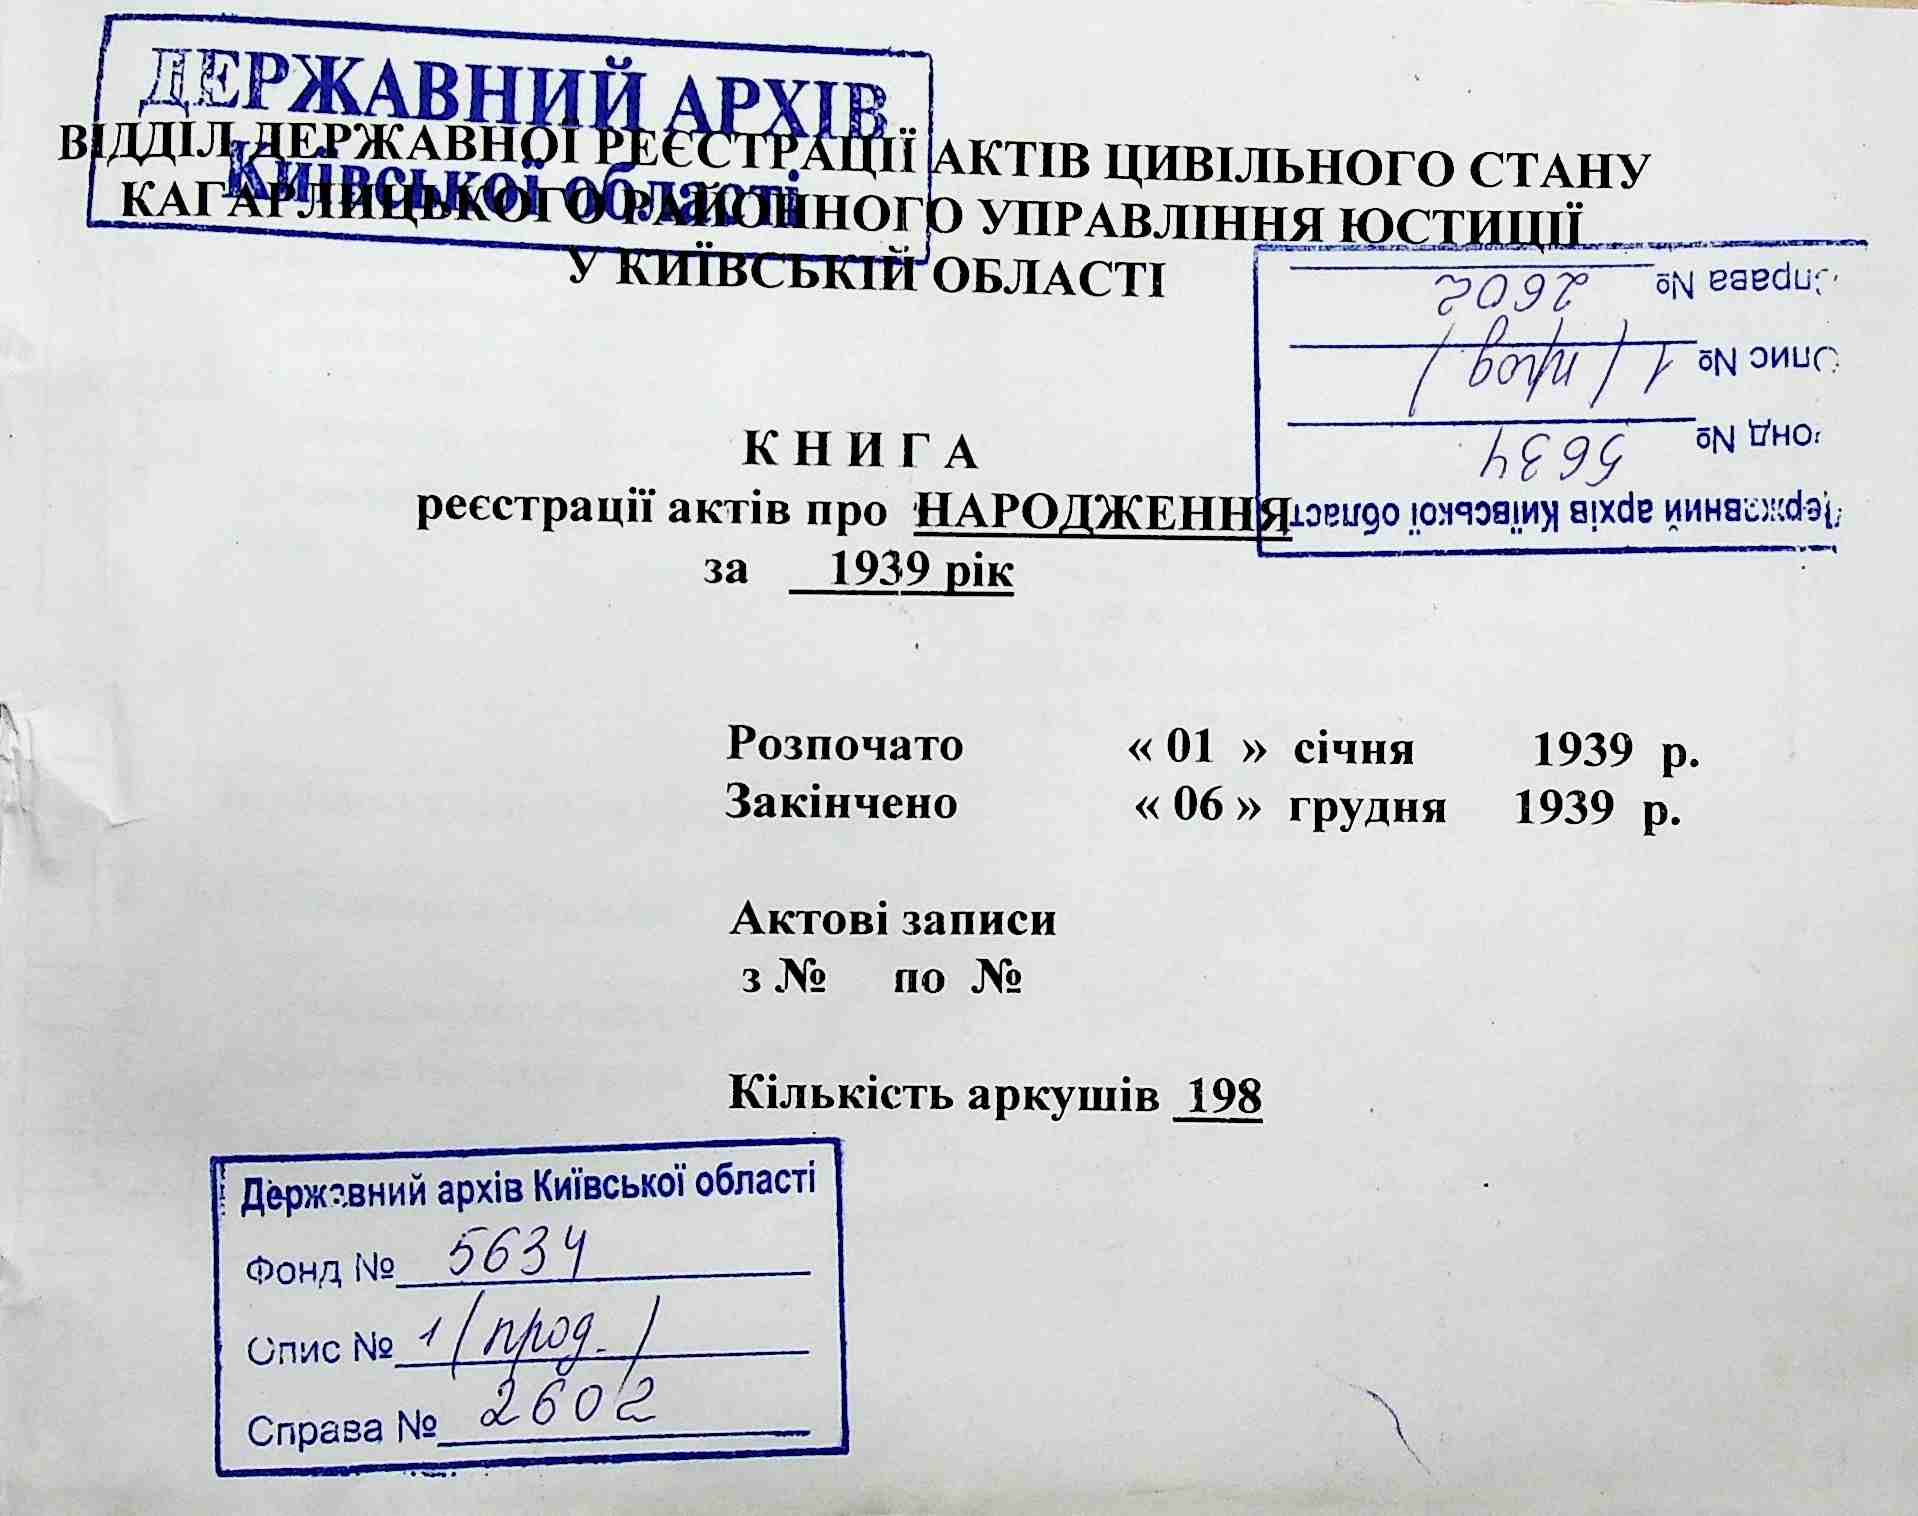 ДЕРЖАВНИЙ АРХІВ
Київської області
ВІДДІЛ ДЕРЖАВНОЇ РЕЄСТРАЦІЇ АКТІВ ЦИВІЛЬНОГО СТАНУ
КАГАРЛИЦЬКОГО РАЙОННОГО УПРАВЛІННЯ ЮСТИЦІЇ
У КИЇВСЬКІЙ ОБЛАСТІ
Державний архів Київської област
Фонд № 5634
Опис № 1 /прод/
Справа № 2602
К Н И Г А
реєстрації актів про НАРОДЖЕННЯ
за 1939 рік
Розпочато « 01 » січня 1939 р.
Закінчено « 06 » грудня 1939 р.
Актові записи
з № по №
Кількість аркушів 198
Державний архів Київської області
Фонд № 5634
Опис № 1 /прод./
Справа № 2602